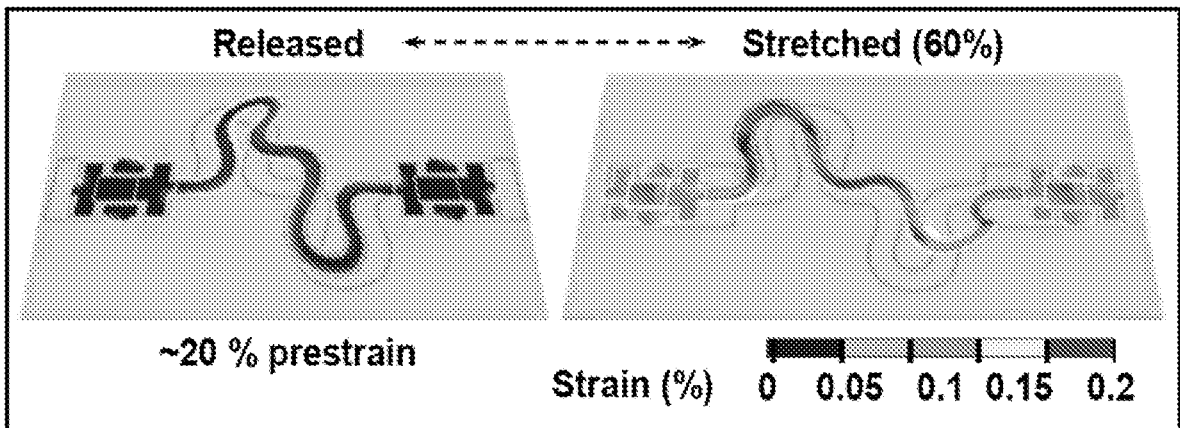 Released Stretched (60%)
~20 % prestrain
Strain (%) 0 0.05 0.1 0.15 0.2